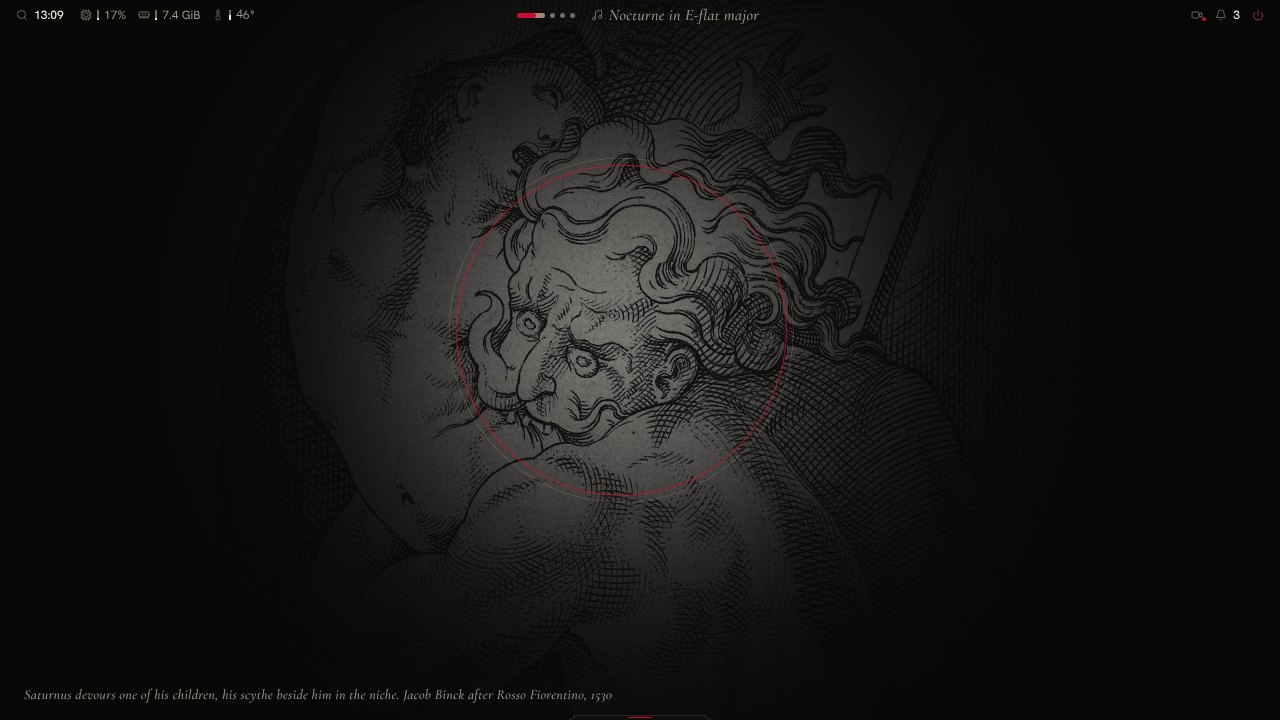 13:09 17% 7.4 GiB 46° Nocturne in E-flat major 3
Saturnus devours one of his children, his scythe beside him in the niche. Jacob Binck after Rosso Fiorentino, 1530